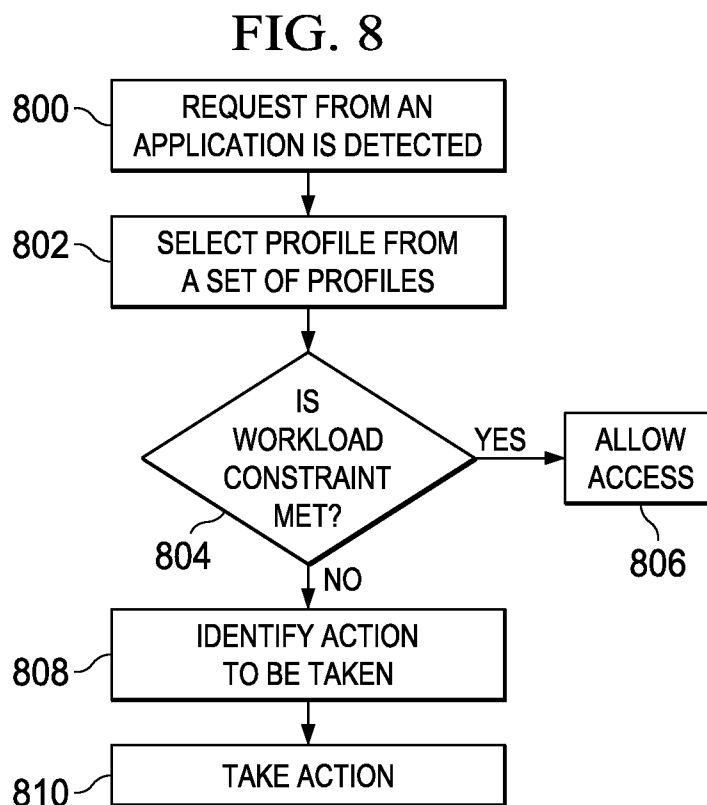 FIG. 8
800
REQUEST FROM AN
APPLICATION IS DETECTED
802
SELECT PROFILE FROM
A SET OF PROFILES
IS
WORKLOAD
CONSTRAINT
MET?
804
YES
ALLOW
ACCESS
806
NO
808
IDENTIFY ACTION
TO BE TAKEN
810
TAKE ACTION